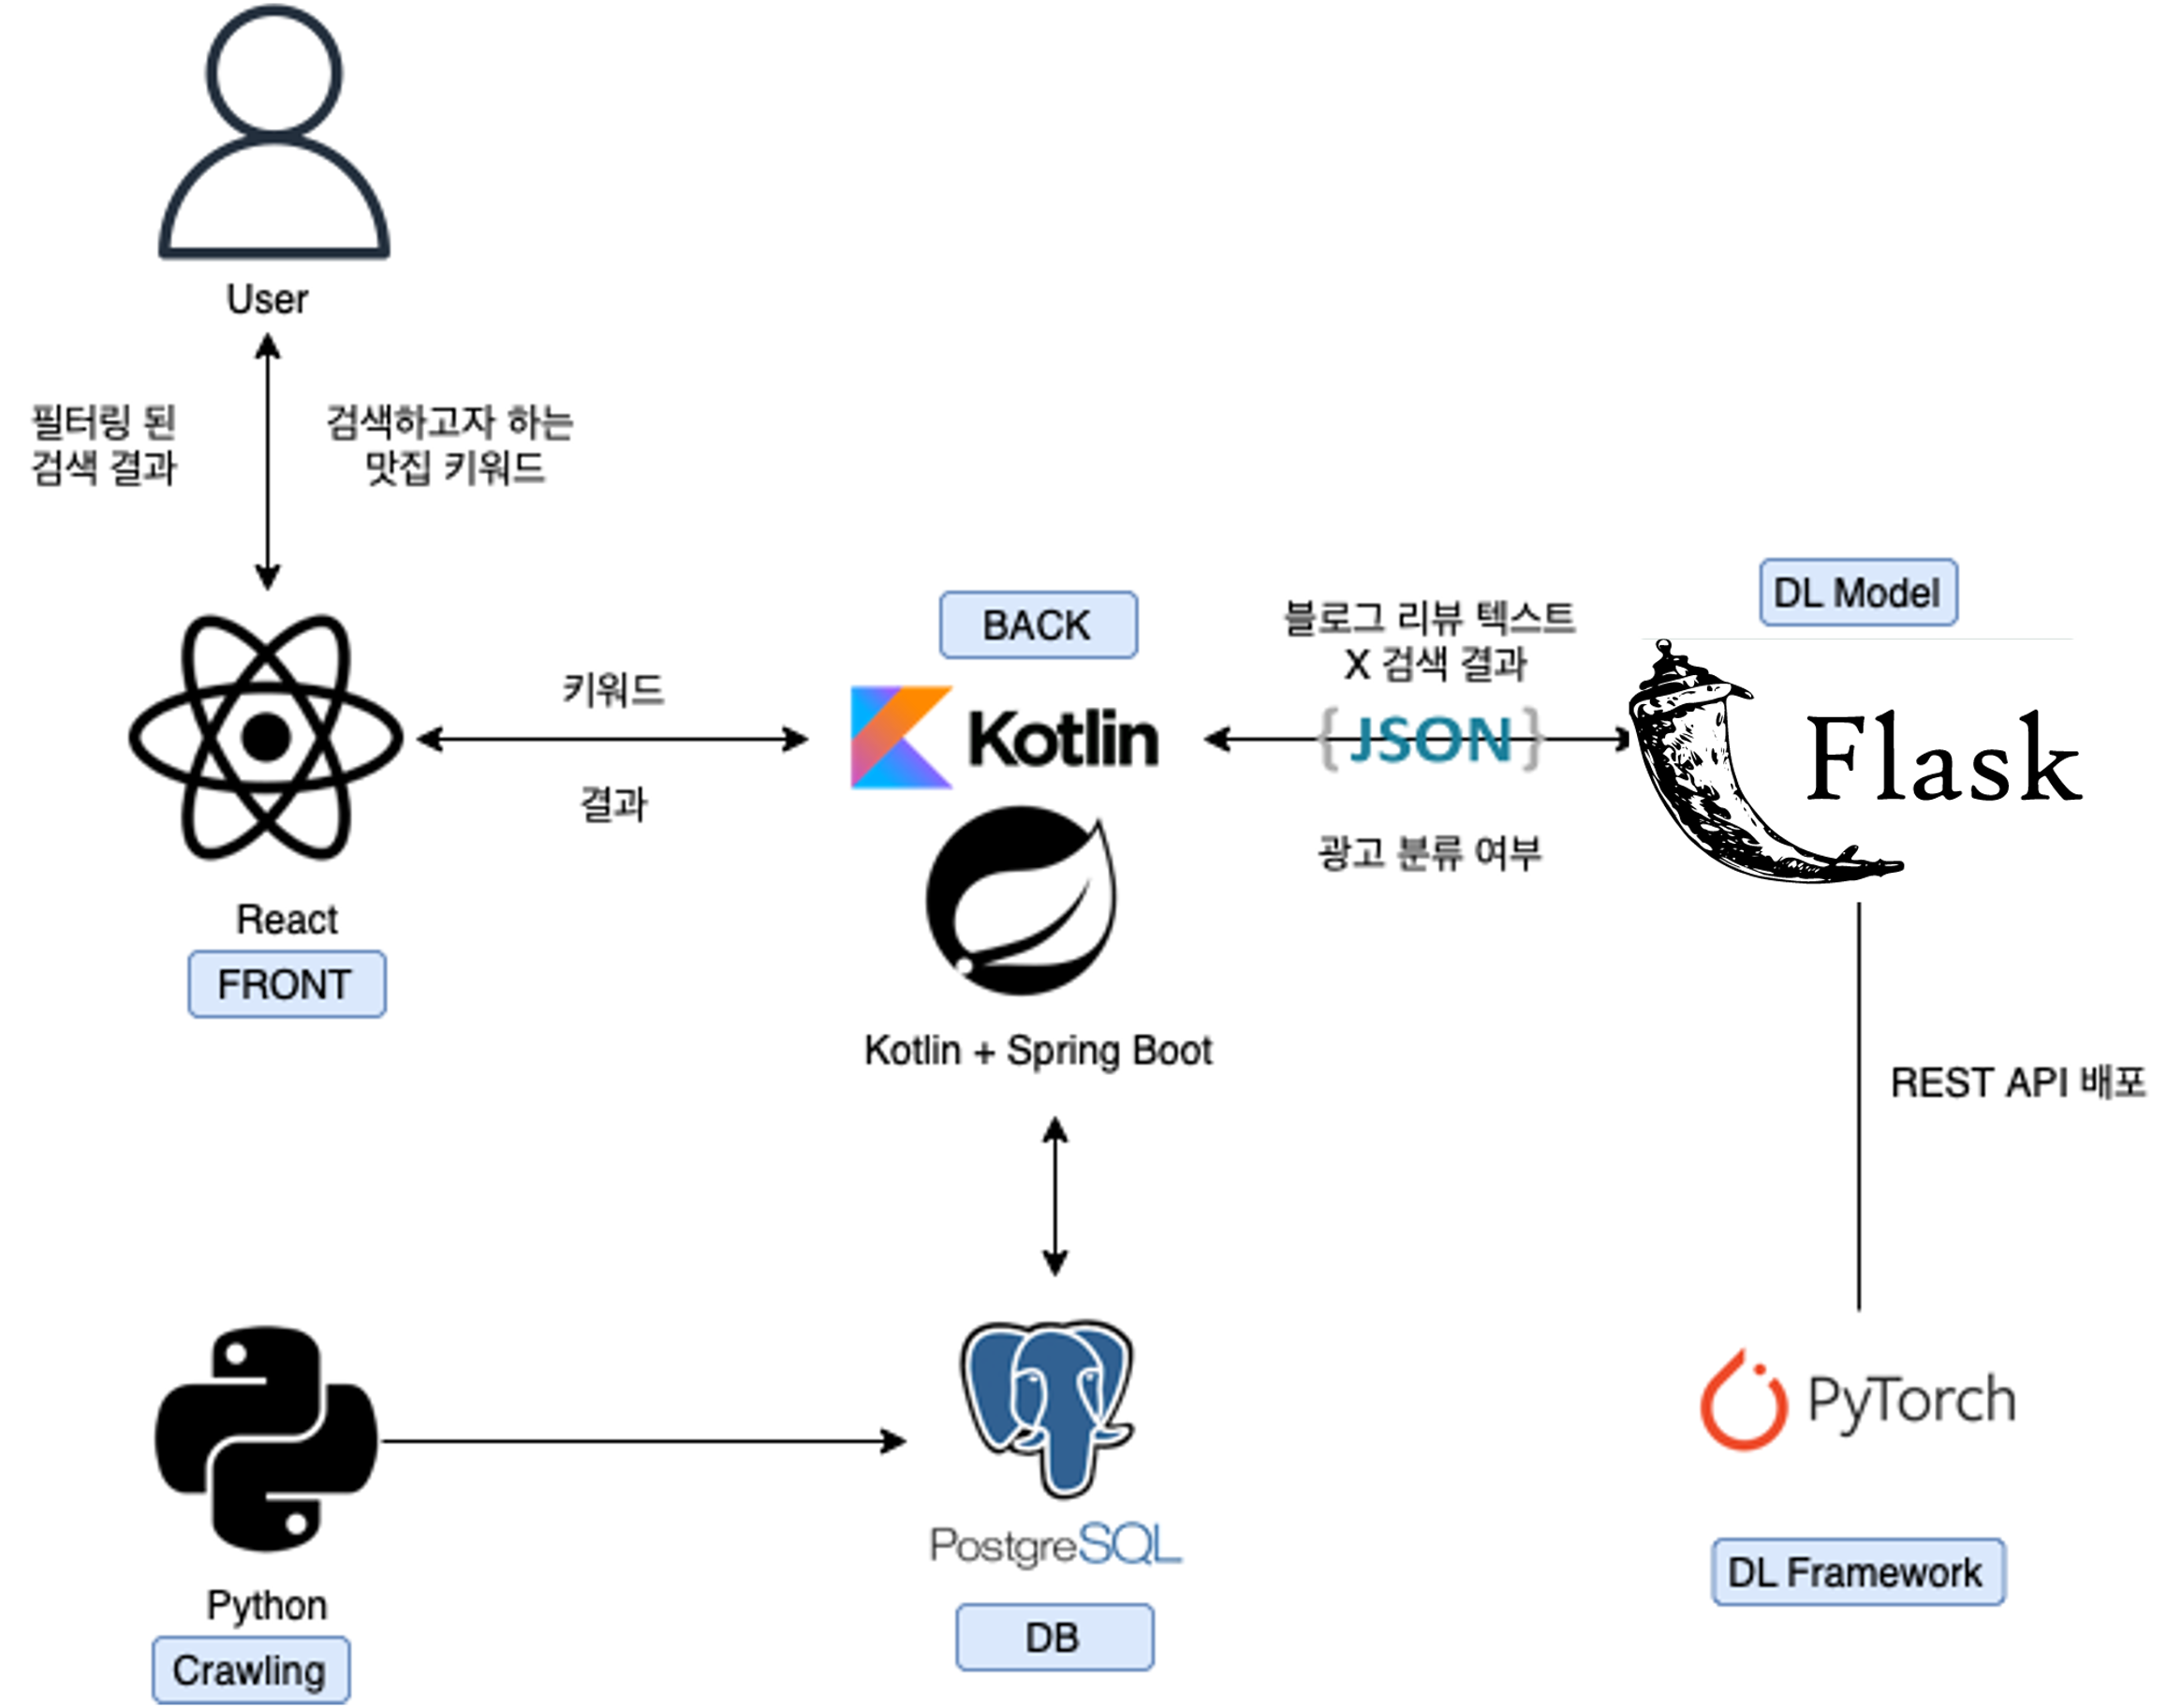 User
필터링 된
검색 결과
검색하고자 하는
맛집 키워드
React
FRONT
키워드
결과
BACK
Kotlin
Kotlin + Spring Boot
블로그 리뷰 텍스트
X 검색 결과
{ JSON }
광고 분류 여부
DL Model
Flask
REST API 배포
PyTorch
DL Framework
Python
Crawling
PostgreSQL
DB